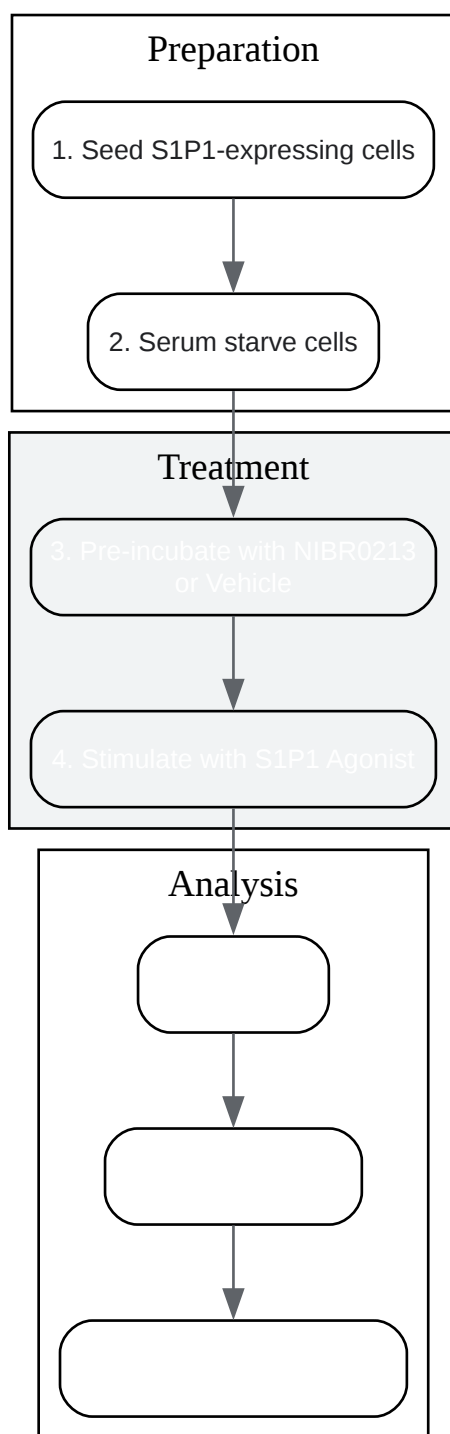 Preparation
1. Seed S1P1-expressing cells
2. Serum starve cells
Treatment
3. Pre-incubate with NIBR0213
or Vehicle
4. Stimulate with S1P1 Agonist
Analysis